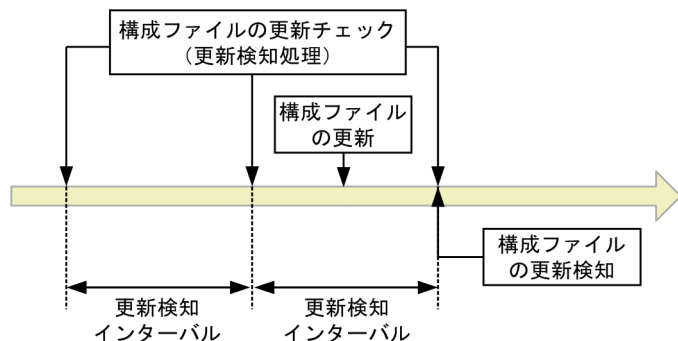 構成ファイルの更新チェック
（更新検知処理）
構成ファイル
の更新
構成ファイル
の更新検知
更新検知
インターバル
更新検知
インターバル